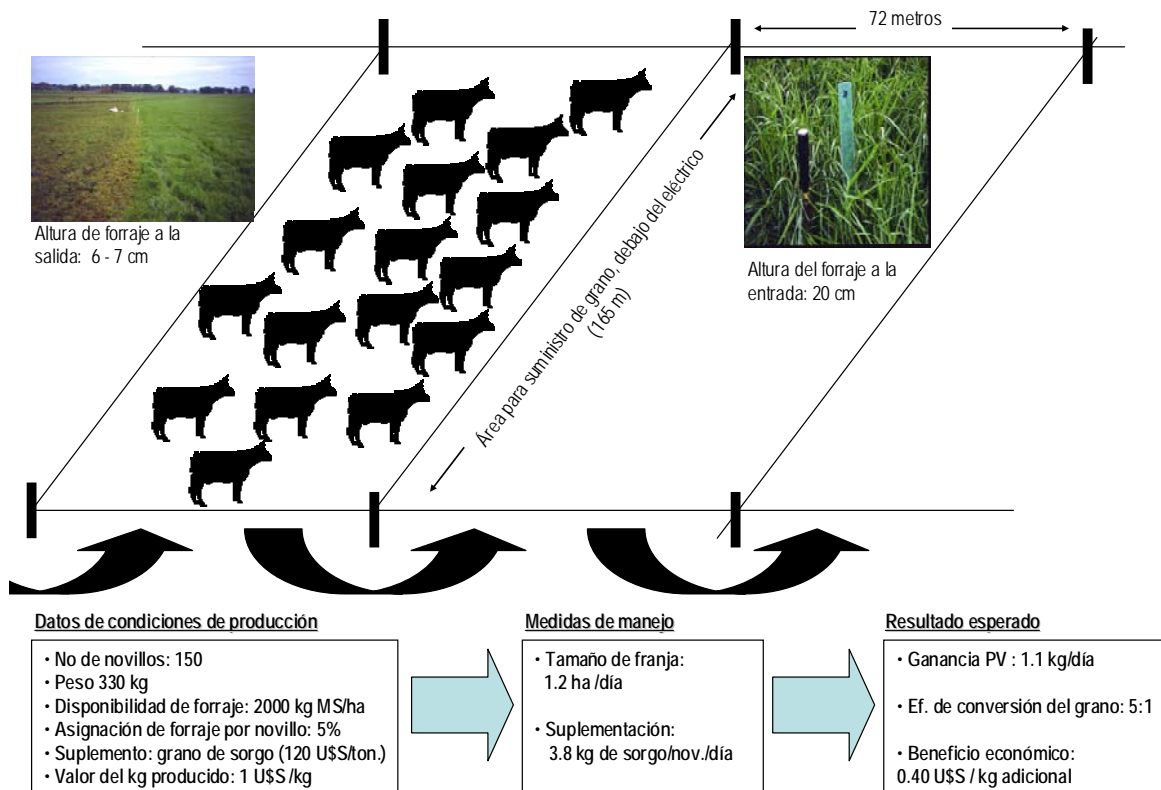 72 metros
Altura de forraje a la
salida: 6 - 7 cm
Área para suministro de grano, debajo del eléctrico
(165 m)
Altura del forraje a la
entrada: 20 cm
Datos de condiciones de producción
• No de novillos: 150
• Peso 330 kg
• Disponibilidad de forraje: 2000 kg MS/ha
• Asignación de forraje por novillo: 5%
• Suplemento: grano de sorgo (120 U$S/ton.)
• Valor del kg producido: 1 U$S/kg
Medidas de manejo
• Tamaño de franja:
1.2 ha /día
• Suplementación:
3.8 kg de sorgo/nov./día
Resultado esperado
• Ganancia PV : 1.1 kg/día
• Ef. de conversión del grano: 5:1
• Beneficio económico:
0.40 U$S / kg adicional